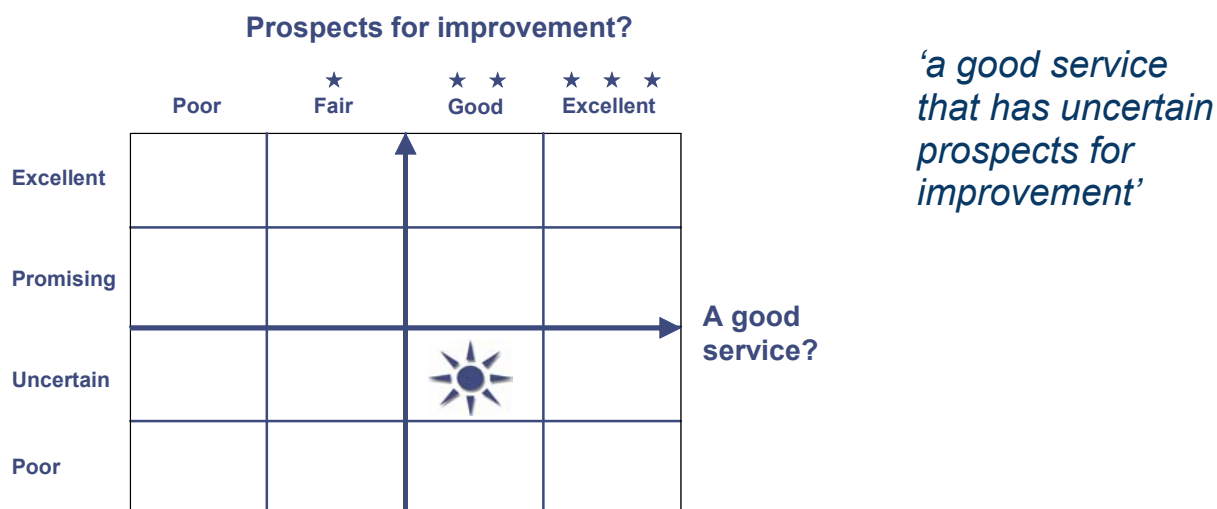 Prospects for improvement?
Poor Fair Good Excellent
Excellent
Promising
Uncertain
Poor
A good
service?
‘a good service
that has uncertain
prospects for
improvement’